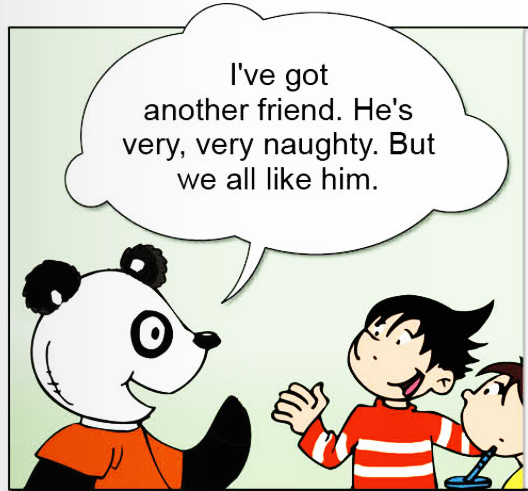 I've got
another friend. He's
very, very naughty. But
we all like him.